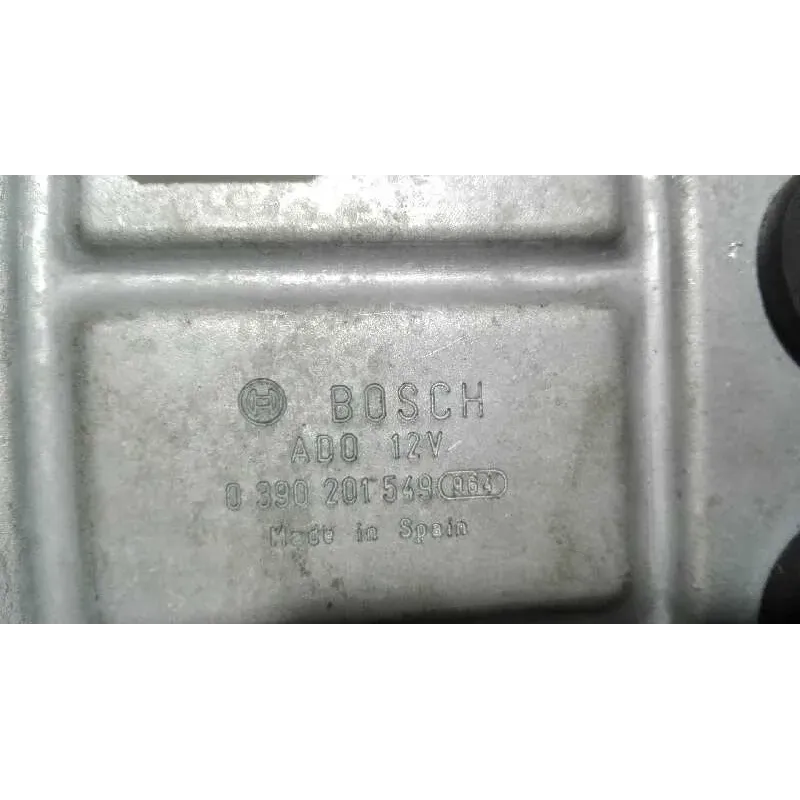 BOSCH
ADO 12V
0 390 201 549 964
Made in Spain